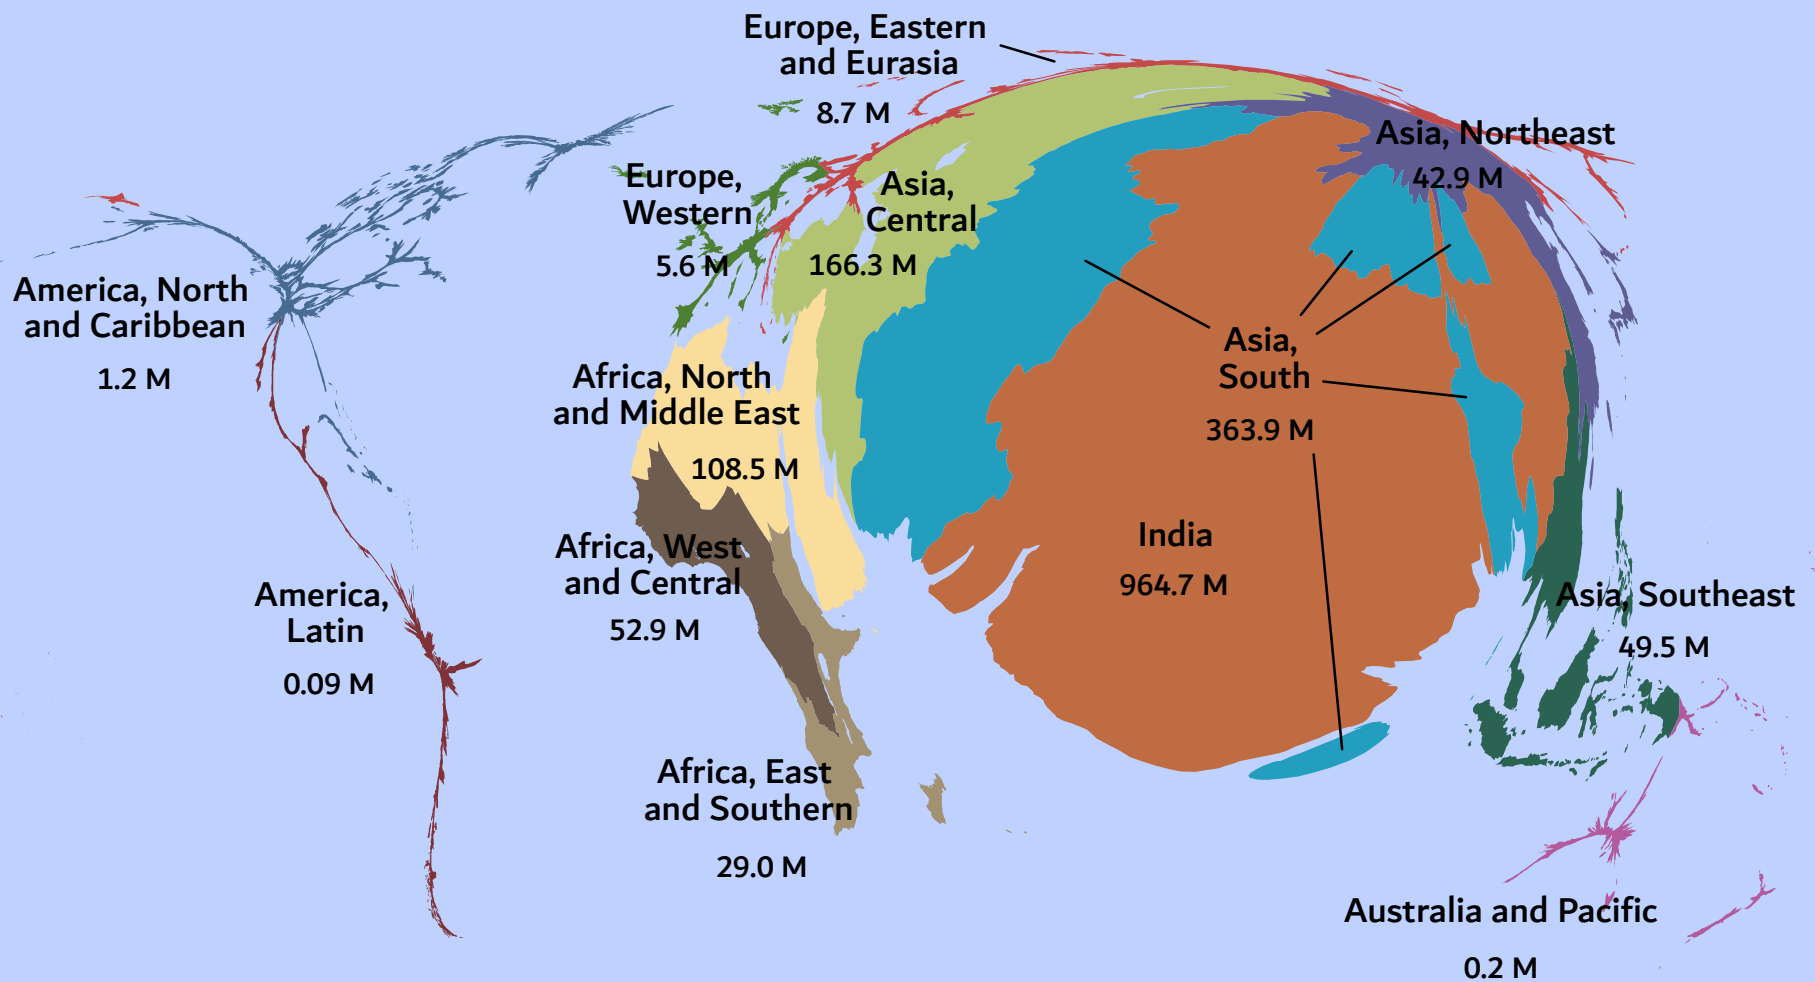 Europe, Eastern
and Eurasia
8.7 M
Asia, Northeast
42.9 M
Europe,
Western
5.6 M
Asia,
Central
166.3 M
America, North
and Caribbean
1.2 M
Africa, North
and Middle East
108.5 M
Asia,
South
363.9 M
India
964.7 M
Africa, West
and Central
52.9 M
America,
Latin
0.09 M
Asia, Southeast
49.5 M
Africa, East
and Southern
29.0 M
Australia and Pacific
0.2 M